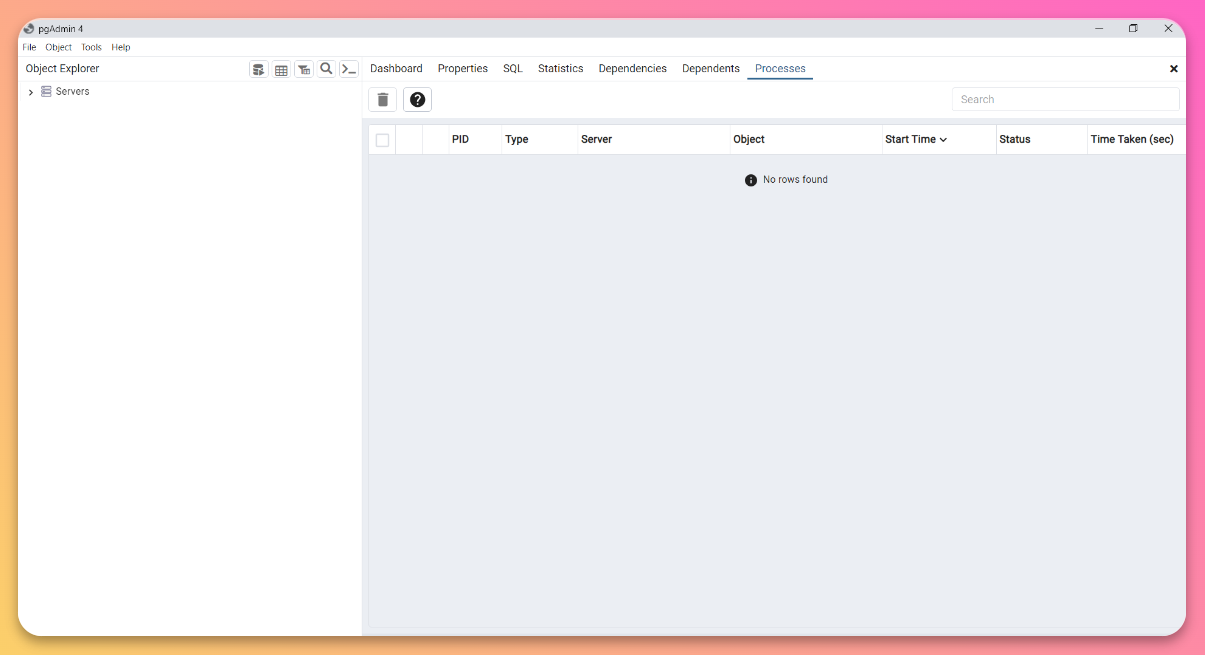 pgAdmin 4
File Object Tools Help
Object Explorer
Dashboard Properties SQL Statistics Dependencies Dependents Processes
Servers
Search
PID Type Server Object Start Time Status Time Taken (sec)
No rows found